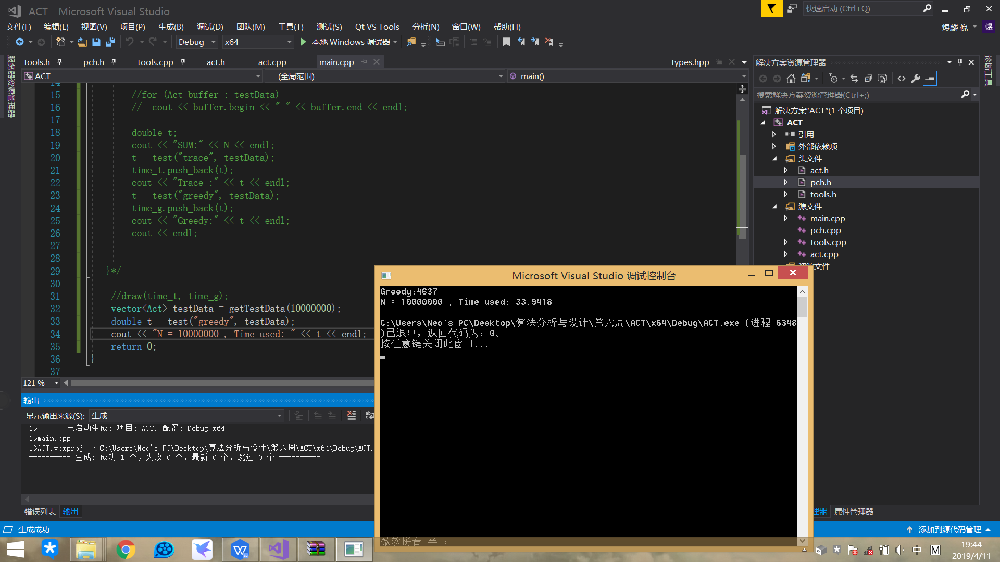 ACT - Microsoft Visual Studio
快速启动 (Ctrl+Q)
文件(F) 编辑(E) 视图(V) 项目(P) 生成(B) 调试(D) 团队(M) 工具(T) 测试(S) Qt VS Tools 分析(N) 窗口(W) 帮助(H)
煜麟 倪 煜
Debug x64 本地 Windows 调试器
服务器资源管理器
tools.h pch.h tools.cpp act.h act.cpp main.cpp types.hpp
ACT (全局范围) main()
14
15 //for (Act buffer : testData)
16 // cout << buffer.begin << " " << buffer.end << endl;
17
18 double t;
19 cout << "SUM:" << N << endl;
20 t = test("trace", testData);
21 time_t.push_back(t);
22 cout << "Trace :" << t << endl;
23 t = test("greedy", testData);
24 time_g.push_back(t);
25 cout << "Greedy:" << t << endl;
26 cout << endl;
27
28
29 }*/
30
31 //draw(time_t, time_g);
32 vector<Act> testData = getTestData(10000000);
33 double t = test("greedy", testData);
34 cout << "N = 10000000 , Time used: " << t << endl;
35 return 0;
36 }
37
121 %
输出
显示输出来源(S): 生成
1>------ 已启动生成: 项目: ACT, 配置: Debug x64 ------
1>main.cpp
1>ACT.vcxproj -> C:\Users\Neo's PC\Desktop\算法分析与设计\第六周\ACT\x64\Debug\ACT.
========== 生成: 成功 1 个，失败 0 个，最新 0 个，跳过 0 个 ==========
错误列表 输出
生成成功
Microsoft Visual Studio 调试控制台
Greedy:4637
N = 10000000 , Time used: 33.9418
C:\Users\Neo's PC\Desktop\算法分析与设计\第六周\ACT\x64\Debug\ACT.exe (进程 6348
)已退出，返回代码为: 0。
按任意键关闭此窗口...
微软拼音 半 :
解决方案资源管理器
搜索解决方案资源管理器(Ctrl+;)
解决方案"ACT"(1 个项目)
ACT
引用
外部依赖项
头文件
act.h
pch.h
tools.h
源文件
main.cpp
pch.cpp
tools.cpp
act.cpp
资源文件
理器 属性管理器
诊断工具
添加到源代码管理
中 M
19:44
2019/4/11